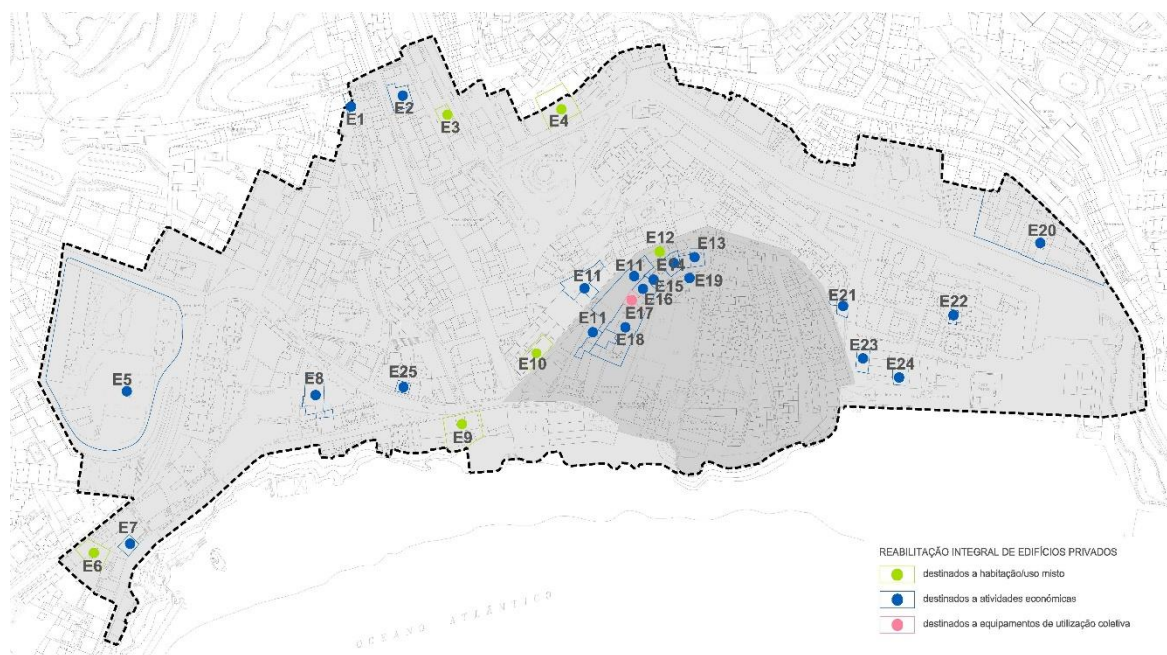 E1
E2
E3
E4
E20
E12
E13
E11
E11
E14
E15
E19
E16
E21
E22
E17
E11
E18
E23
E24
E10
E5
E8
E25
E9
E7
E6
REABILITAÇÃO INTEGRAL DE EDIFÍCIOS PRIVADOS
destinados a habitação/uso misto
destinados a atividades económicas
destinados a equipamentos de utilização coletiva
OCEANO ATLÂNTICO